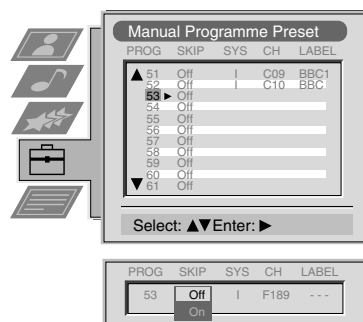 Manual Programme Preset
PROG SKIP SYS CH LABEL
▲ 51 Off I C09 BBC1
52 Off I C10 BBC
53 ► Off
54 Off
55 Off
56 Off
57 Off
58 Off
59 Off
60 Off
▼ 61 Off
Select: ▲▼Enter: ►
PROG SKIP SYS CH LABEL
53 Off I F189 - - -
On